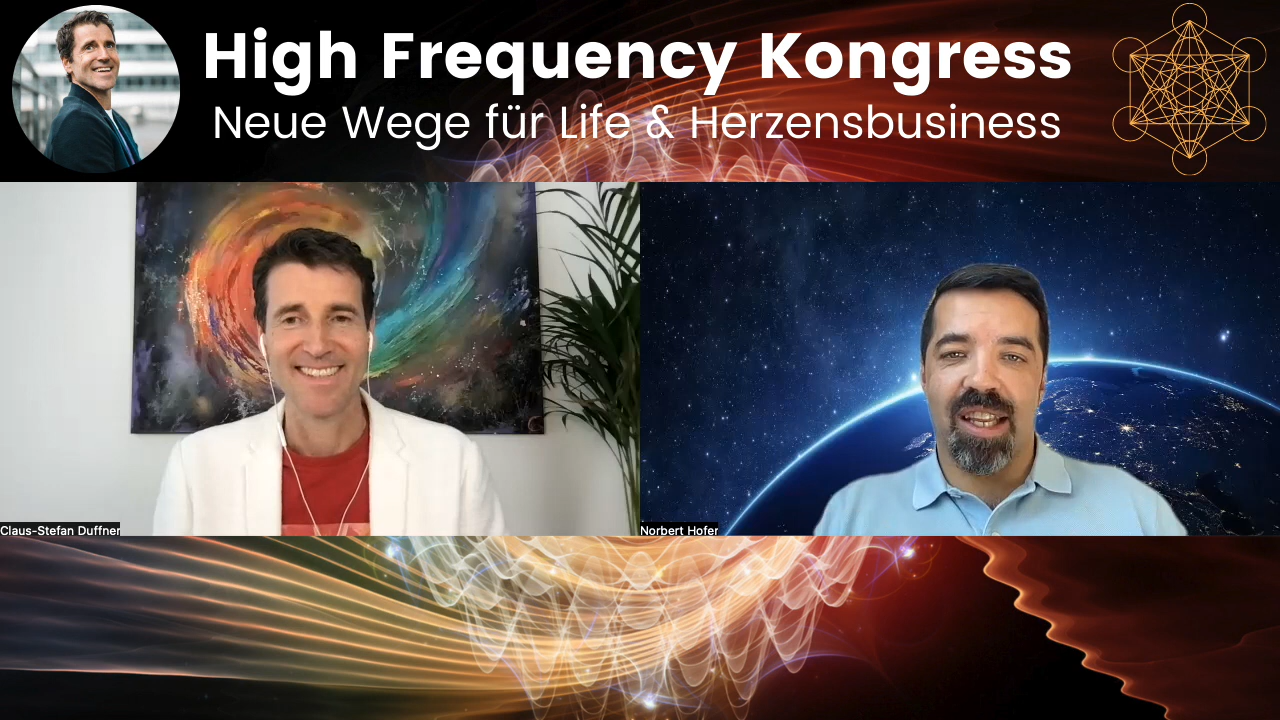 High Frequency Kongress
Neue Wege für Life & Herzensbusiness
Claus-Stefan Duffner
Norbert Hofer